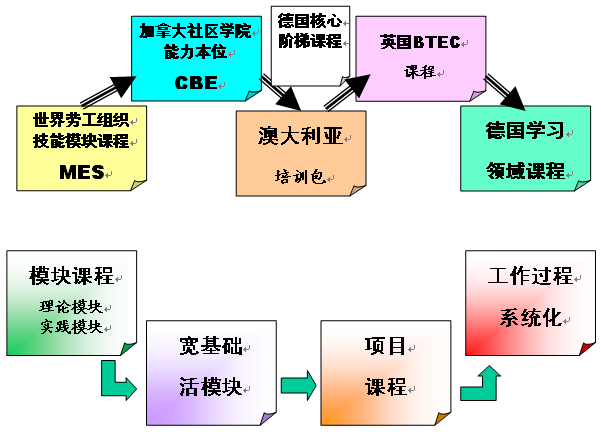 世界劳工组织
技能模块课程
MES
加拿大社区学院
能力本位
CBE
德国核心
阶梯课程
澳大利亚
培训包
英国BTEC
课程
德国学习
领域课程
模块课程
理论模块
实践模块
宽基础
活模块
项目
课程
工作过程
系统化